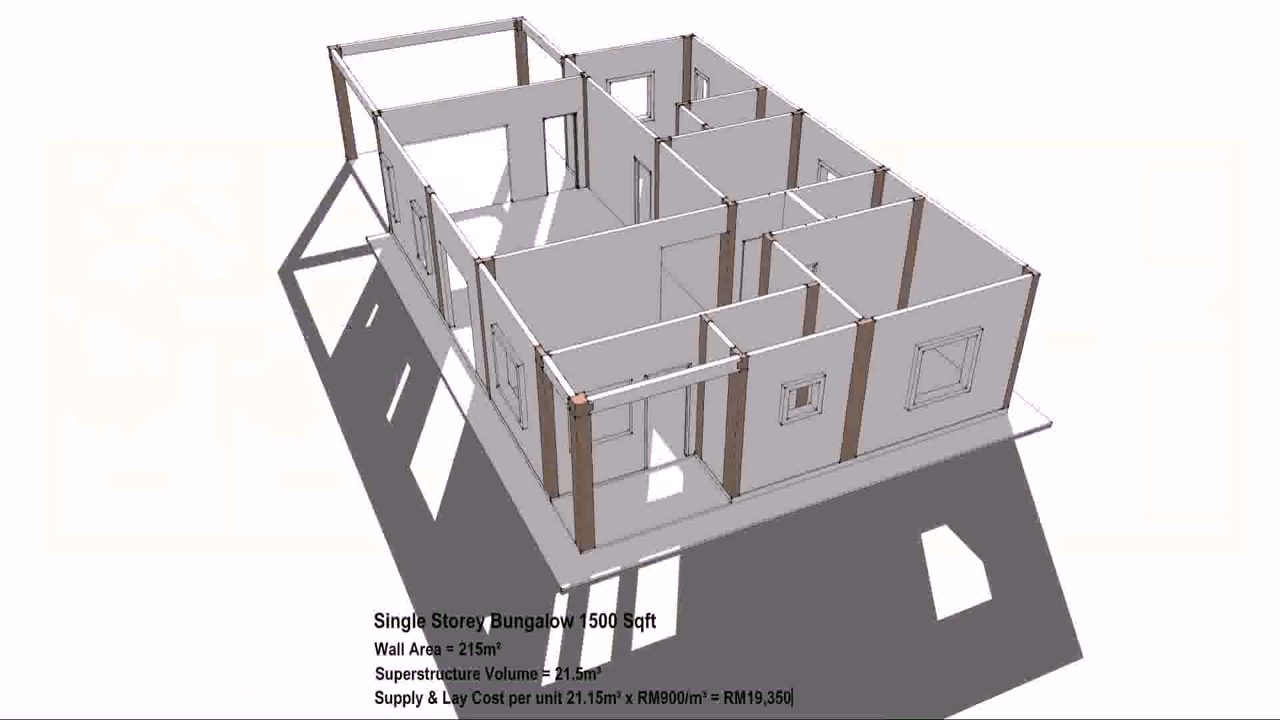 Single Storey Bungalow 1500 Sqft
Wall Area = 215m²
Superstructure Volume = 21.5m³
Supply & Lay Cost per unit 21.15m³ x RM900/m³ = RM19,350